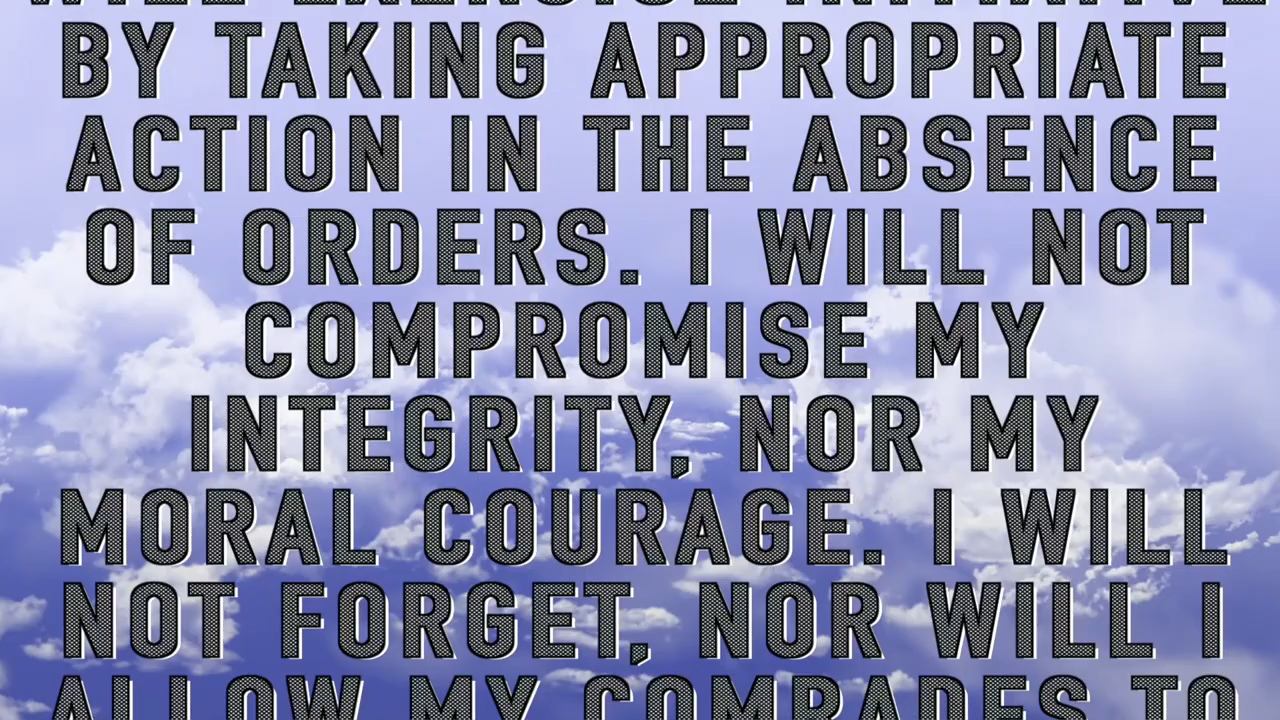 BY TAKING APPROPRIATE
ACTION IN THE ABSENCE
OF ORDERS. I WILL NOT
COMPROMISE MY
INTEGRITY, NOR MY
MORAL COURAGE. I WILL
NOT FORGET, NOR WILL I
ALLOW MY COMRADES TO